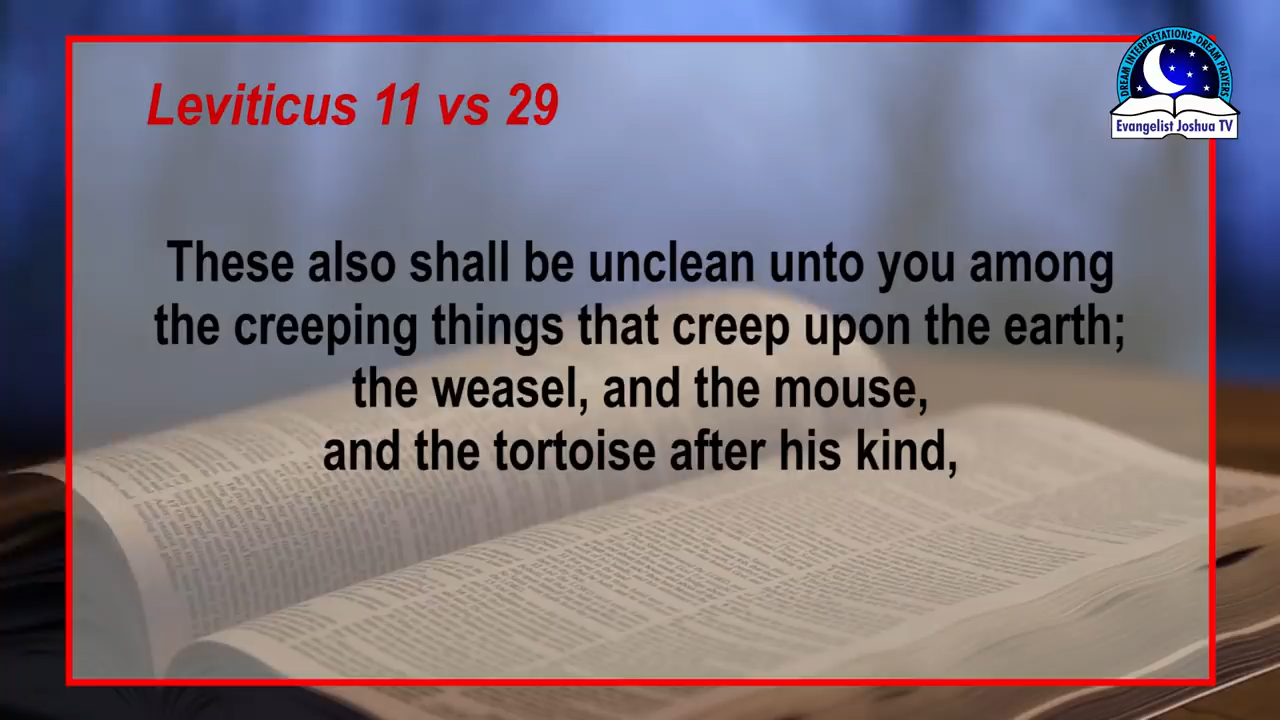 Leviticus 11 vs 29
DREAM INTERPRETATIONS • DREAM PRAYERS
Evangelist Joshua TV
These also shall be unclean unto you among
the creeping things that creep upon the earth;
the weasel, and the mouse,
and the tortoise after his kind,